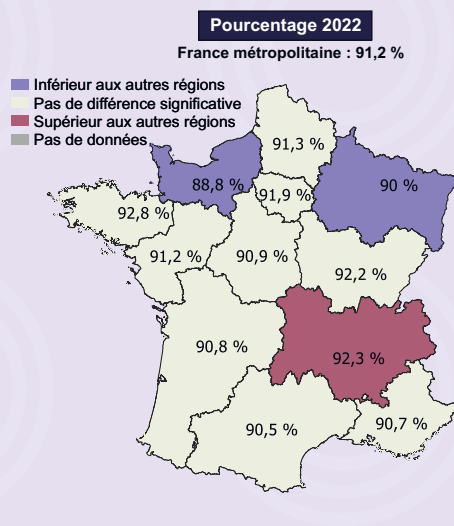 Pourcentage 2022
France métropolitaine : 91,2 %
Inférieur aux autres régions
Pas de différence significative
Supérieur aux autres régions
Pas de données
91,3 %
88,8 %
91,9 %
90 %
92,8 %
91,2 %
90,9 %
92,2 %
90,8 %
92,3 %
90,5 %
90,7 %